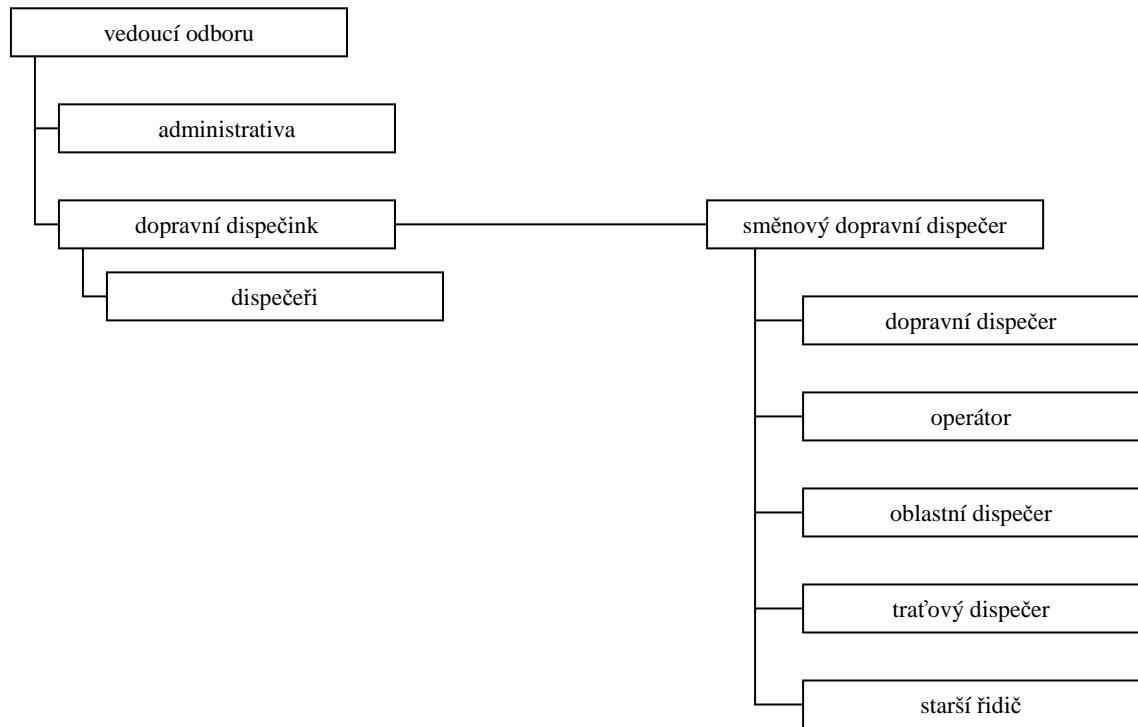 vedoucí odboru
administrativa
dopravní dispečink
směnový dopravní dispečer
dispečeři
dopravní dispečer
operátor
oblastní dispečer
traťový dispečer
starší řidič